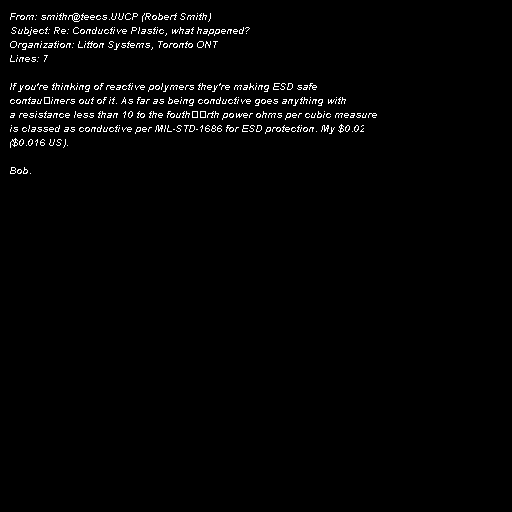 From: smithr@teecs.UUCP (Robert Smith)
Subject: Re: Conductive Plastic, what happened?
Organization: Litton Systems, Toronto ONT
Lines: 7

If you're thinking of reactive polymers they're making ESD safe
contau□iners out of it. As far as being conductive goes anything with
a resistance less than 10 to the fouth□□rth power ohms per cubic measure
is classed as conductive per MIL-STD-1686 for ESD protection. My $0.02
($0.016 US).

Bob.